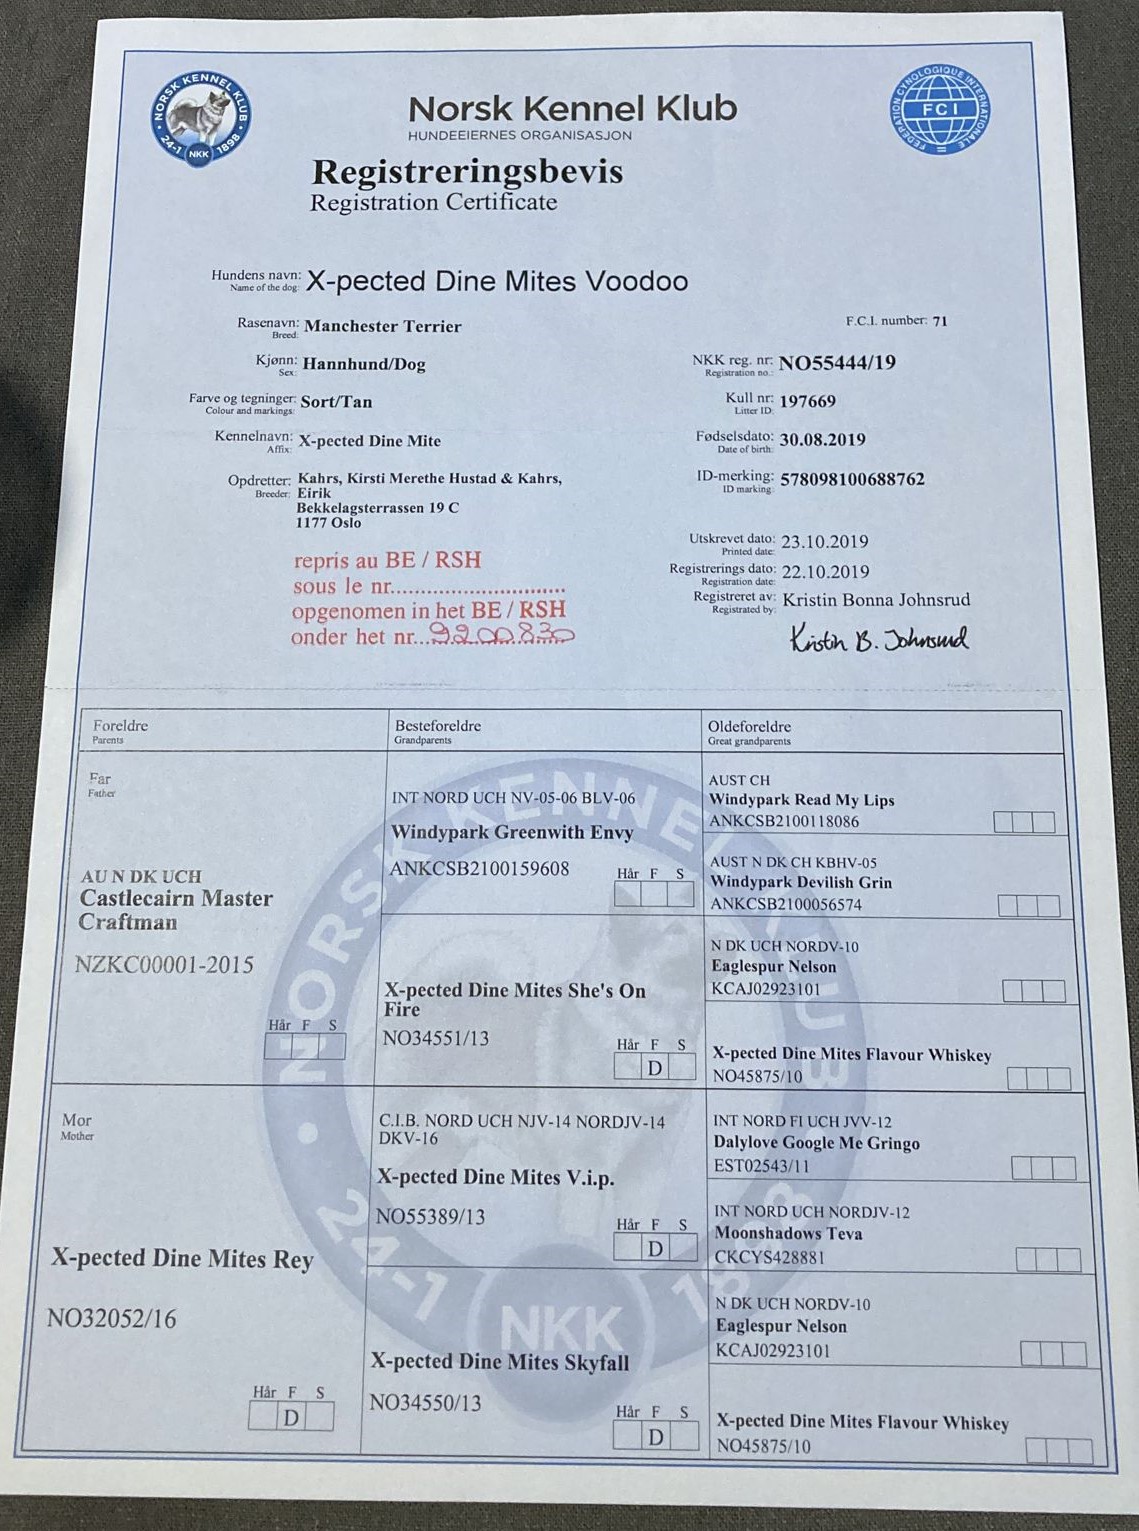 NORSK KENNEL KLUB
24-1 NKK 1898
Norsk Kennel Klub
HUNDEEIERNES ORGANISASJON
FEDERATION CYNOLOGIQUE INTERNATIONALE
FCI
Registreringsbevis
Registration Certificate
Hundens navn: X-pected Dine Mites Voodoo
Name of the dog:
Rasenavn: Manchester Terrier
Breed:
F.C.I. number: 71
Kjønn: Hannhund/Dog
Sex:
NKK reg. nr: NO55444/19
Registration no.:
Farve og tegninger: Sort/Tan
Colour and markings:
Kull nr: 197669
Litter ID:
Kennelnavn: X-pected Dine Mite
Affix:
Fødselsdato: 30.08.2019
Date of birth:
Opdretter: Kahrs, Kirsti Merethe Hustad & Kahrs,
Breeder: Eirik
Bekkelagsterrassen 19 C
1177 Oslo
ID-merking: 578098100688762
ID marking:
Utskrevet dato: 23.10.2019
Printed date:
Registrerings dato: 22.10.2019
Registration date:
Registreret av: Kristin Bonna Johnsrud
Registrated by:
Kristin B. Johnsrud
repris au BE / RSH
sous le nr..............................
opgenomen in het BE / RSH
onder het nr...9200830
Foreldre
Parents
Besteforeldre
Grandparents
Oldeforeldre
Great grandparents
Far
Father
AU N DK UCH
Castlecairn Master
Craftman
NZKC00001-2015
Hår F S
INT NORD UCH NV-05-06 BLV-06
Windypark Greenwith Envy
ANKCSB2100159608
Hår F S
X-pected Dine Mites She's On
Fire
NO34551/13
Hår F S
D
AUST CH
Windypark Read My Lips
ANKCSB2100118086
AUST N DK CH KBHV-05
Windypark Devilish Grin
ANKCSB2100056574
N DK UCH NORDV-10
Eaglespur Nelson
KCAJ02923101
X-pected Dine Mites Flavour Whiskey
NO45875/10
Mor
Mother
X-pected Dine Mites Rey
NO32052/16
Hår F S
D
C.I.B. NORD UCH NJV-14 NORDJV-14
DKV-16
X-pected Dine Mites V.i.p.
NO55389/13
Hår F S
D
X-pected Dine Mites Skyfall
NO34550/13
Hår F S
D
INT NORD FI UCH JVV-12
Dalylove Google Me Gringo
EST02543/11
INT NORD UCH NORDJV-12
Moonshadows Teva
CKCYS428881
N DK UCH NORDV-10
Eaglespur Nelson
KCAJ02923101
X-pected Dine Mites Flavour Whiskey
NO45875/10
NORSK KENNEL KLUB
24-1 NKK 1898